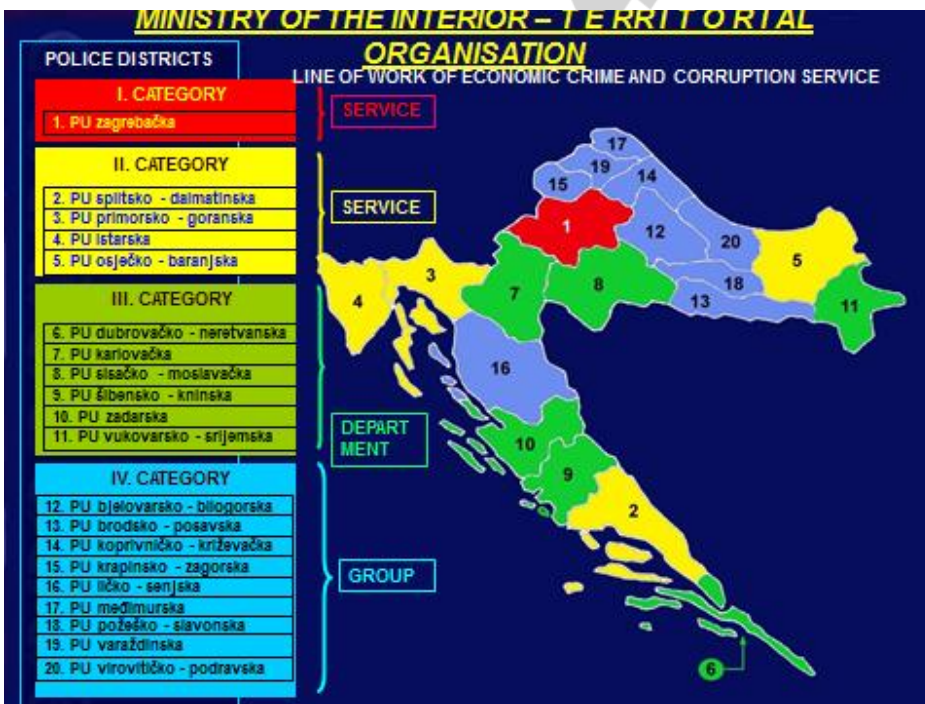 MINISTRY OF THE INTERIOR – T E RRI T O RI AL
ORGANISATION
POLICE DISTRICTS
LINE OF WORK OF ECONOMIC CRIME AND CORRUPTION SERVICE
I. CATEGORY
1. PU zagrebačka
SERVICE
II. CATEGORY
2. PU splitsko - dalmatinska
3. PU primorsko - goranska
4. PU istarska
5. PU osječko - baranjska
SERVICE
III. CATEGORY
6. PU dubrovačko - neretvanska
7. PU karlovačka
8. PU sisačko - moslavačka
9. PU šibensko - kninska
10. PU zadarska
11. PU vukovarsko - srijemska
DEPART
MENT
IV. CATEGORY
12. PU bjelovarsko - bilogorska
13. PU brodsko - posavska
14. PU koprivničko - križevačka
15. PU krapinsko - zagorska
16. PU ličko - senjska
17. PU međimurska
18. PU požeško - slavonska
19. PU varaždinska
20. PU virovitičko - podravska
GROUP
17
19
14
15
1
12
20
5
3
4
7
8
18
13
11
16
10
9
2
6